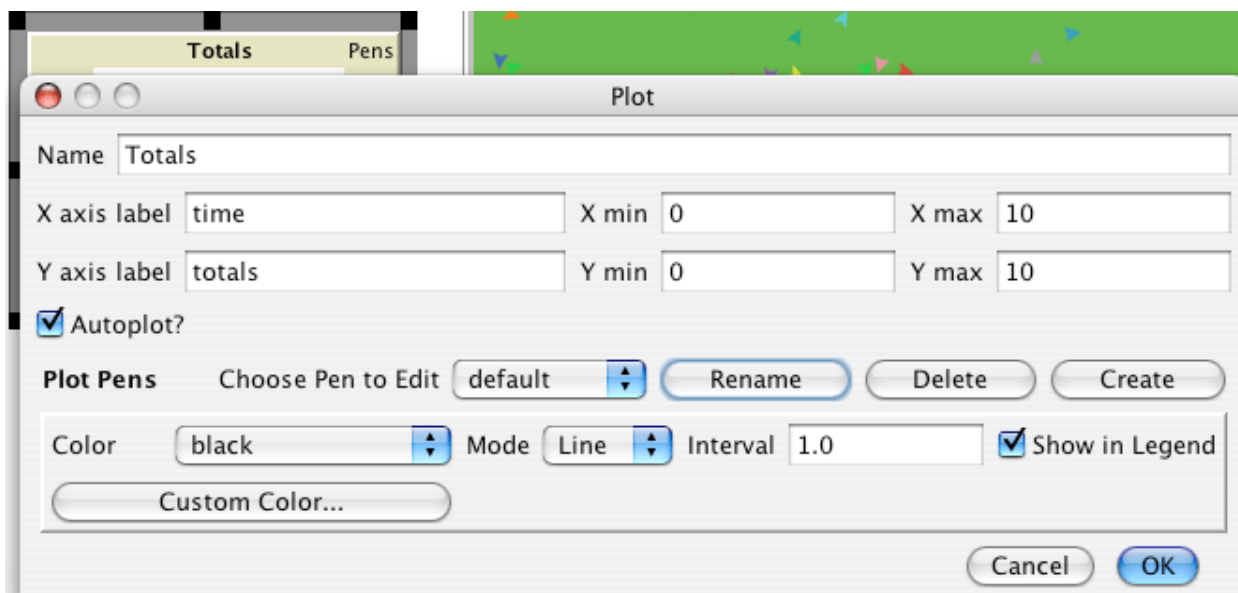 Totals Pens
Plot
Name Totals
X axis label time X min 0 X max 10
Y axis label totals Y min 0 Y max 10
Autoplot?
Plot Pens Choose Pen to Edit default Rename Delete Create
Color black Mode Line Interval 1.0 Show in Legend
Custom Color...
Cancel OK